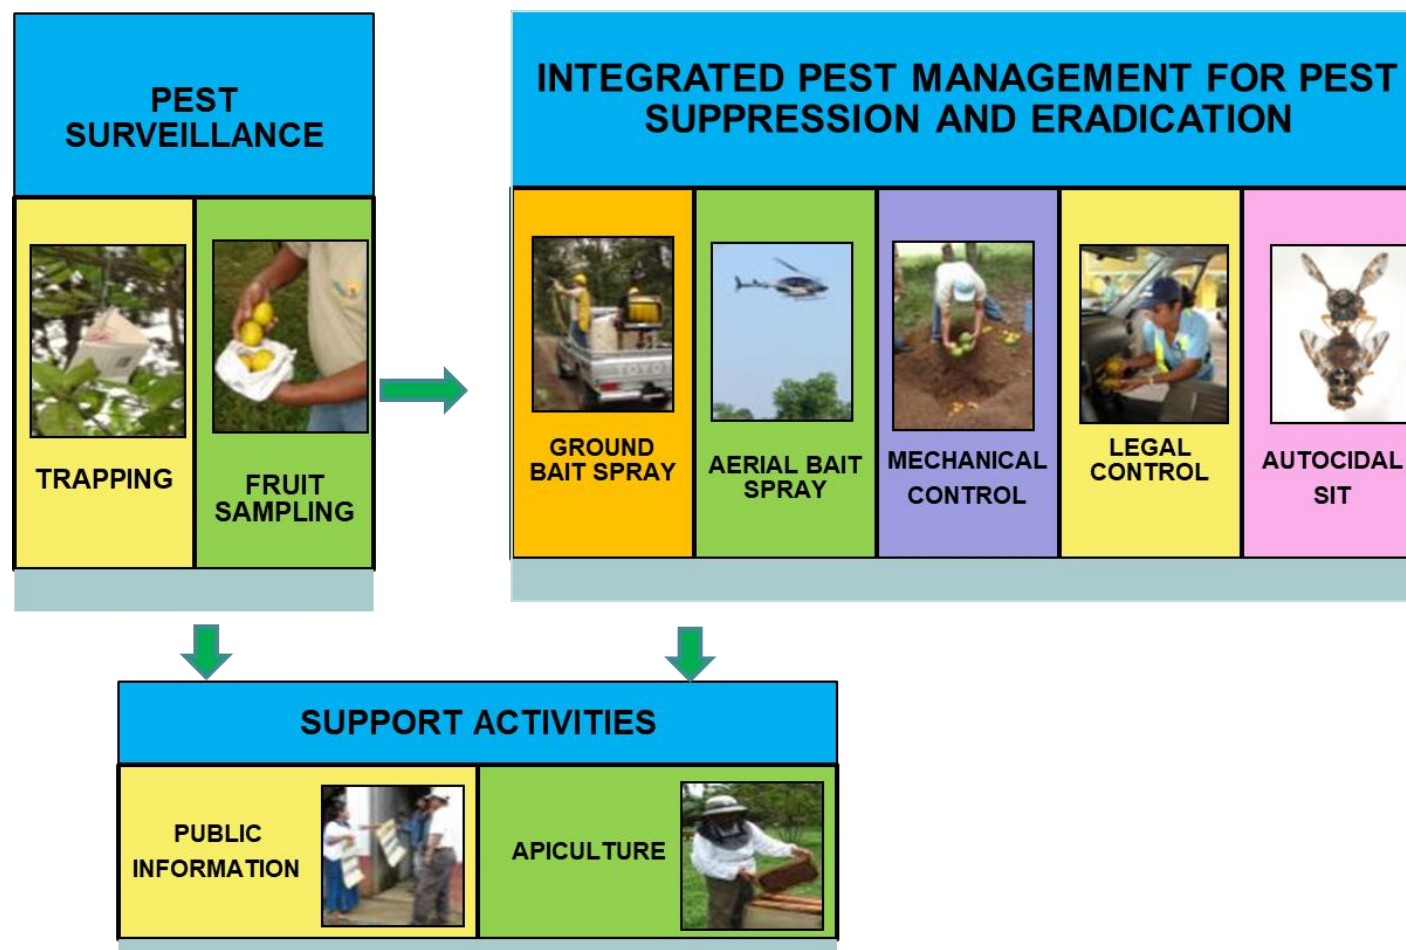 PEST
SURVEILLANCE
TRAPPING
FRUIT
SAMPLING
INTEGRATED PEST MANAGEMENT FOR PEST
SUPPRESSION AND ERADICATION
GROUND
BAIT SPRAY
AERIAL BAIT
SPRAY
MECHANICAL
CONTROL
LEGAL
CONTROL
AUTOCIDAL
SIT
SUPPORT ACTIVITIES
PUBLIC
INFORMATION
APICULTURE